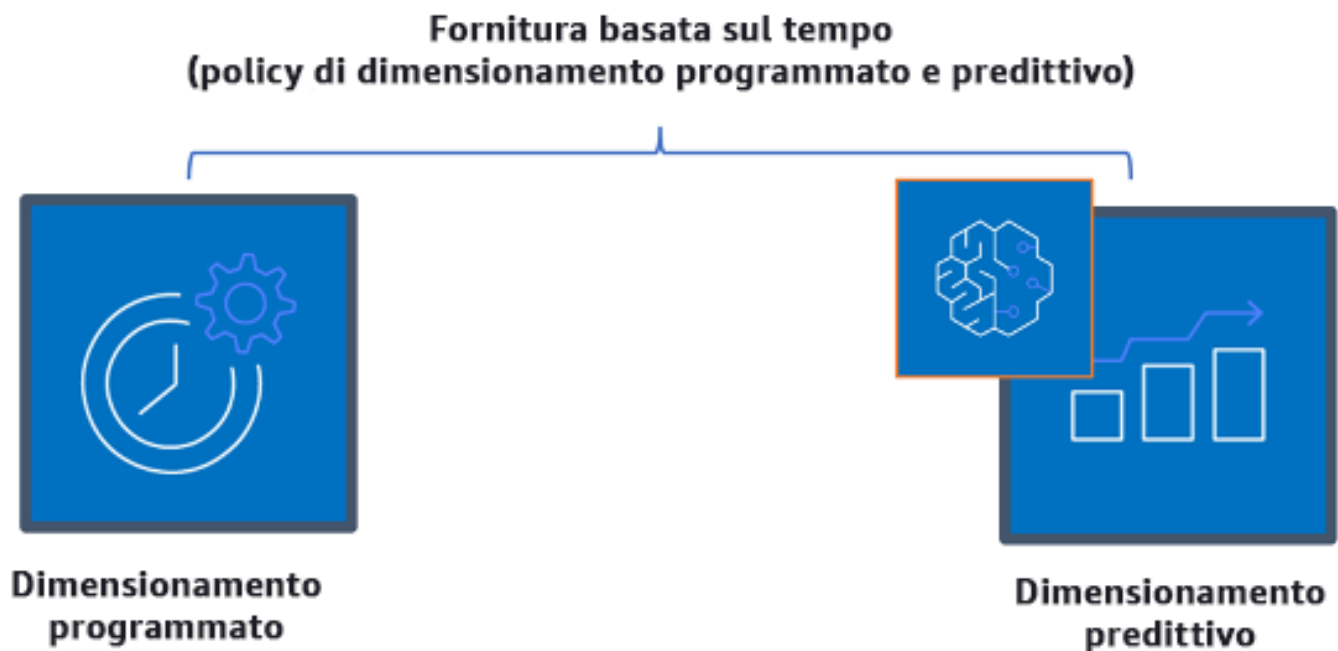 Fornitura basata sul tempo
(policy di dimensionamento programmato e predittivo)
Dimensionamento
programmato
Dimensionamento
predittivo